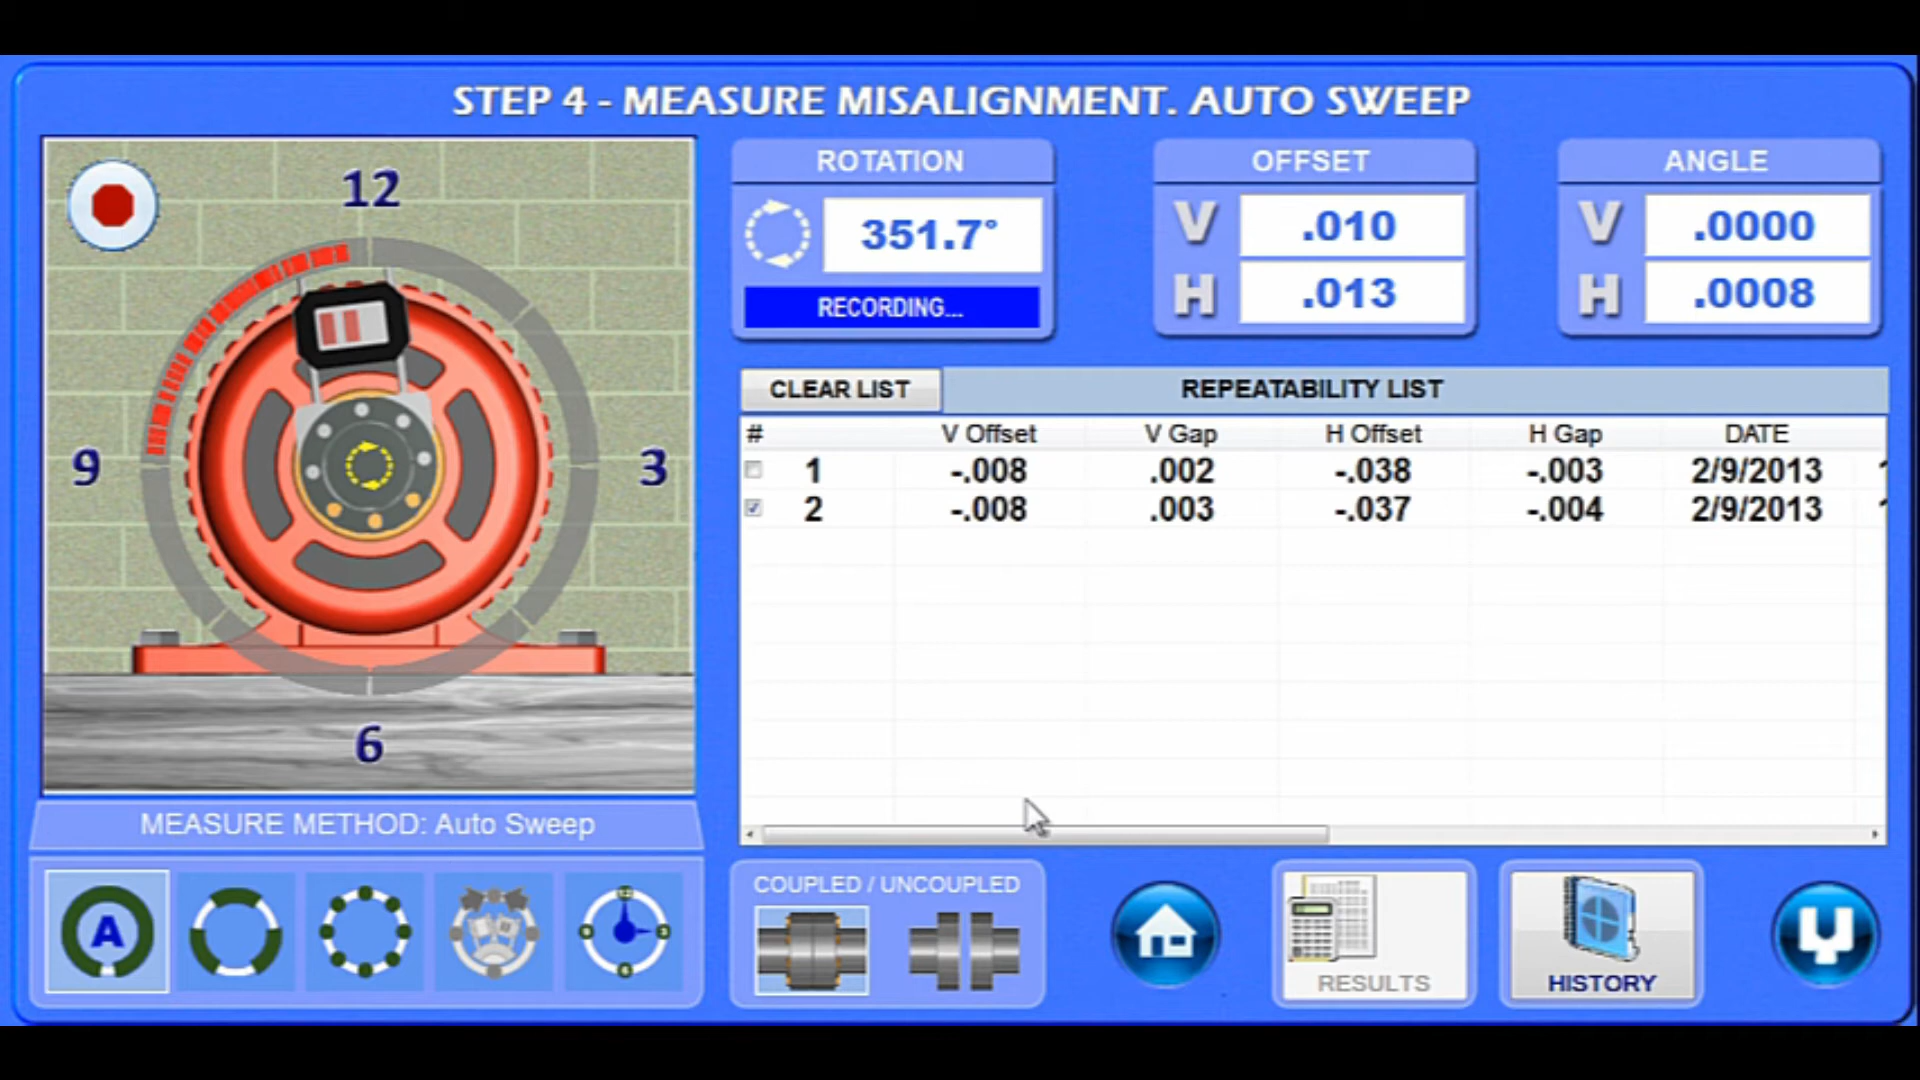 STEP 4 - MEASURE MISALIGNMENT. AUTO SWEEP
12
9
3
6
ROTATION
351.7°
RECORDING...
OFFSET
V .010
H .013
ANGLE
V .0000
H .0008
CLEAR LIST REPEATABILITY LIST
# V Offset V Gap H Offset H Gap DATE
1 -.008 .002 -.038 -.003 2/9/2013
2 -.008 .003 -.037 -.004 2/9/2013
MEASURE METHOD: Auto Sweep
A
COUPLED / UNCOUPLED
RESULTS
HISTORY